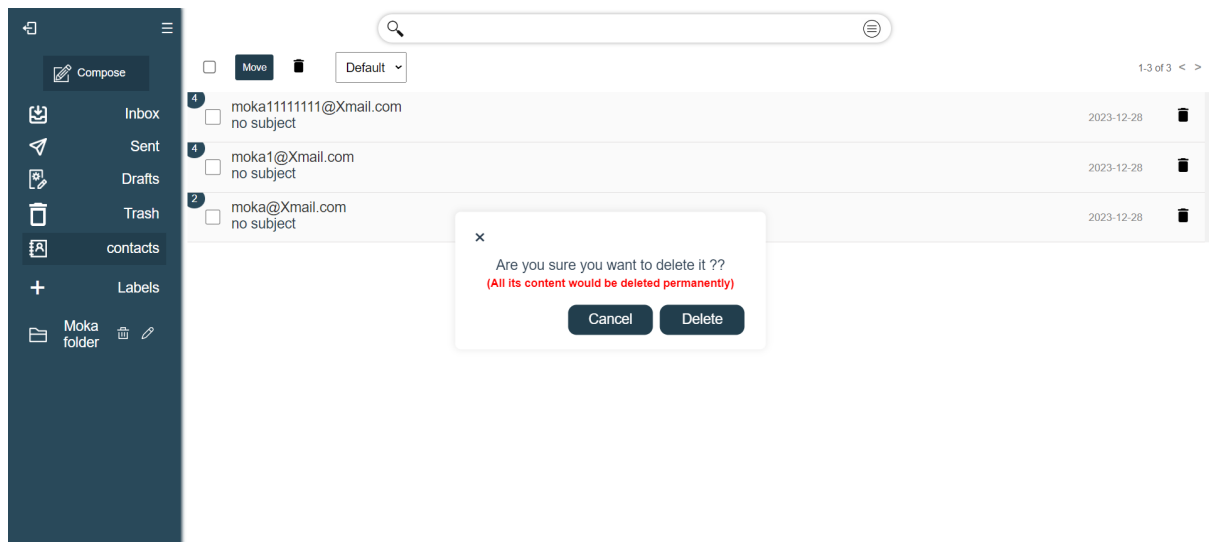 Compose
Inbox
Sent
Drafts
Trash
contacts
Labels
Moka
folder
Move
Default
1-3 of 3 < >
4
moka11111111@Xmail.com
no subject
2023-12-28
4
moka1@Xmail.com
no subject
2023-12-28
2
moka@Xmail.com
no subject
2023-12-28
×
Are you sure you want to delete it ??
(All its content would be deleted permanently)
Cancel Delete